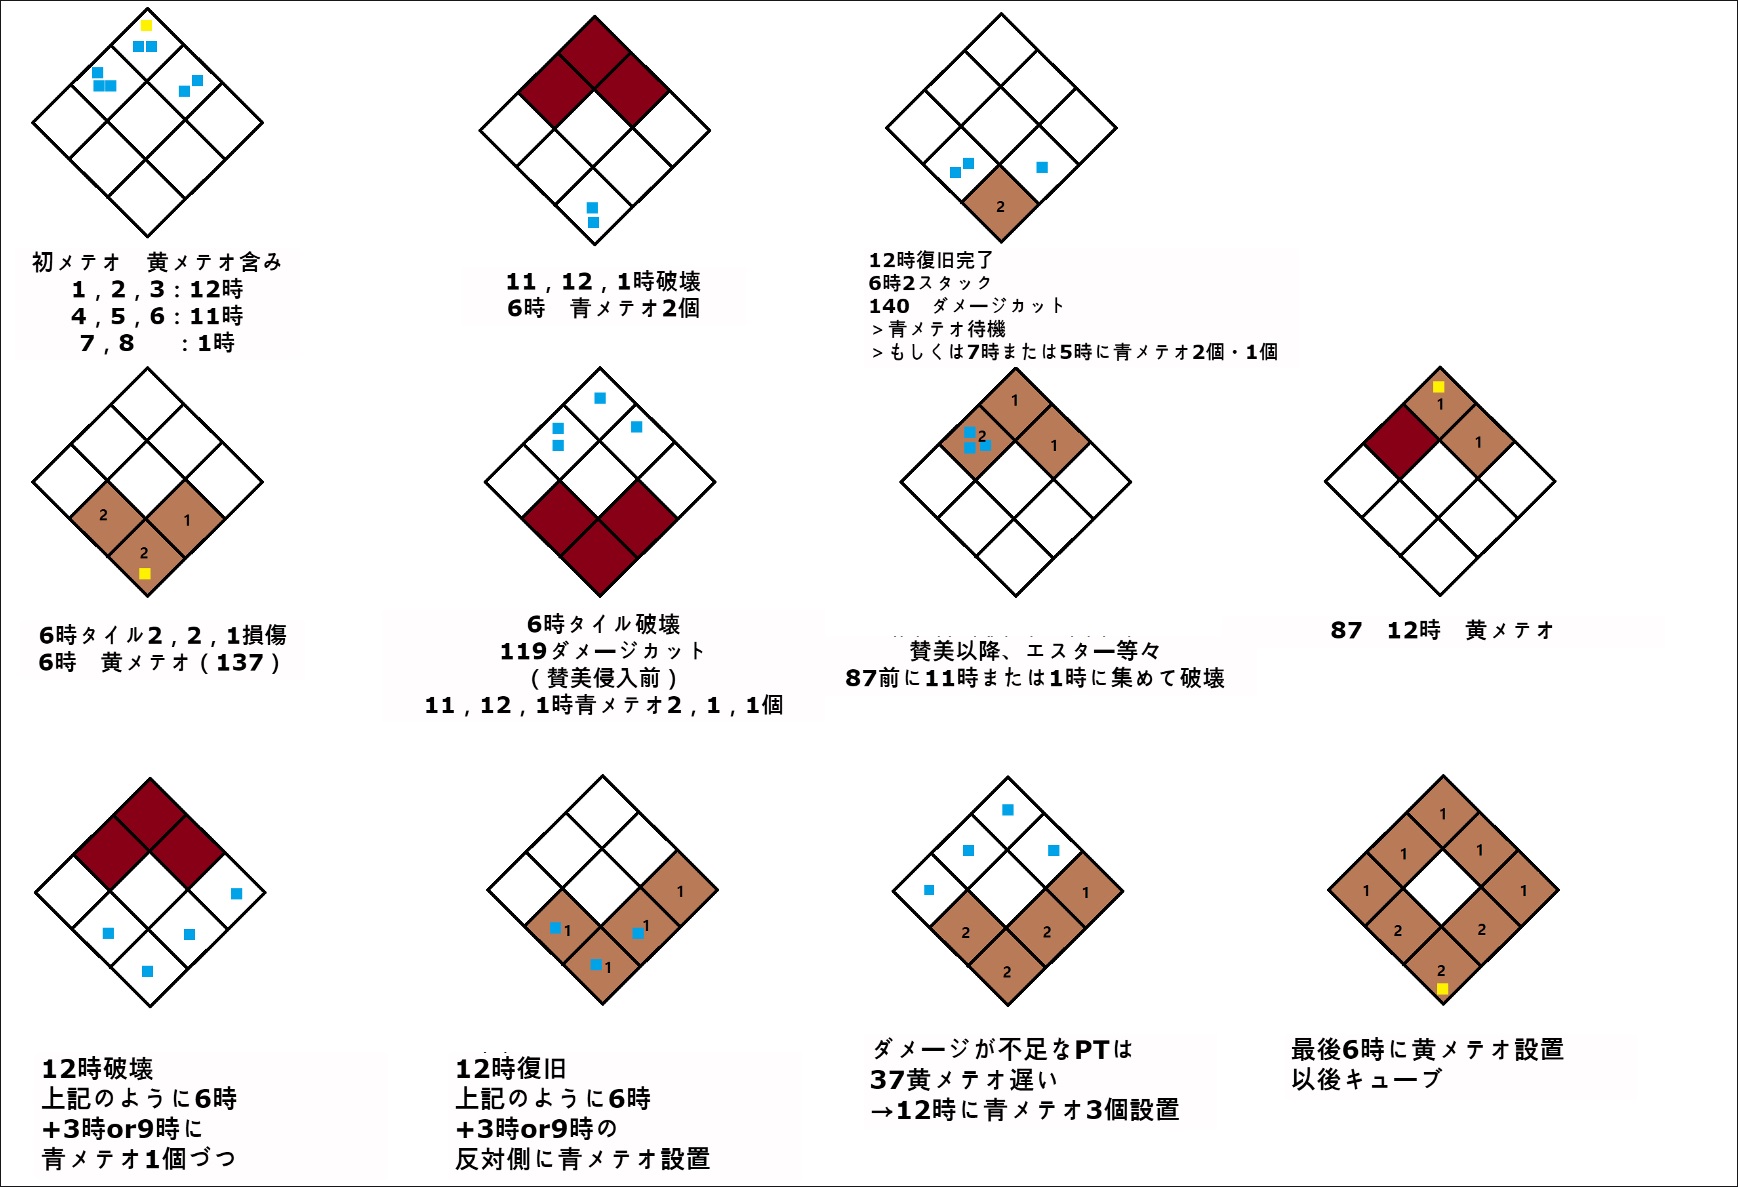 初メテオ　黄メテオ含み
1，2，3：12時
4，5，6：11時
7，8　　：1時
11，12，1時破壊
6時　青メテオ2個
2
12時復旧完了
6時2スタック
140　ダメージカット
＞青メテオ待機
＞もしくは7時または5時に青メテオ2個・1個
2
1
2
6時タイル2，2，1損傷
6時　黄メテオ（137）
6時タイル破壊
119ダメージカット
（賛美侵入前）
11，12，1時青メテオ2，1，1個
1
2
1
賛美以降、エスター等々
87前に11時または1時に集めて破壊
1
1
87　12時　黄メテオ
12時破壊
上記のように6時
+3時or9時に
青メテオ1個づつ
1
1
1
1
12時復旧
上記のように6時
+3時or9時の
反対側に青メテオ設置
1
2
2
2
ダメージが不足なPTは
37黄メテオ遅い
→12時に青メテオ3個設置
1
1
1
1
1
2
2
2
最後6時に黄メテオ設置
以後キューブ